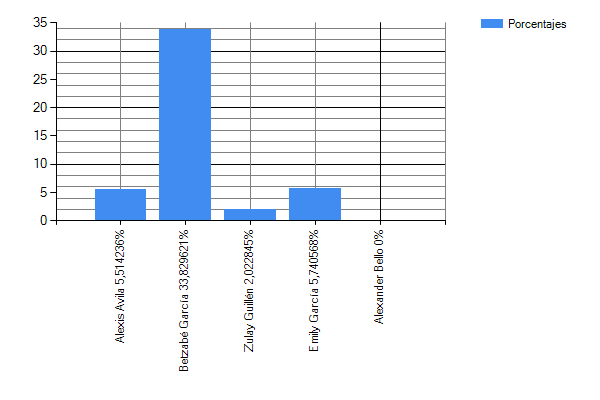 Porcentajes
35
30
25
20
15
10
5
0
Alexis Avila 5,514236%
Betzabé García 33,829621%
Zulay Guillén 2,022845%
Emily García 5,740568%
Alexander Bello 0%